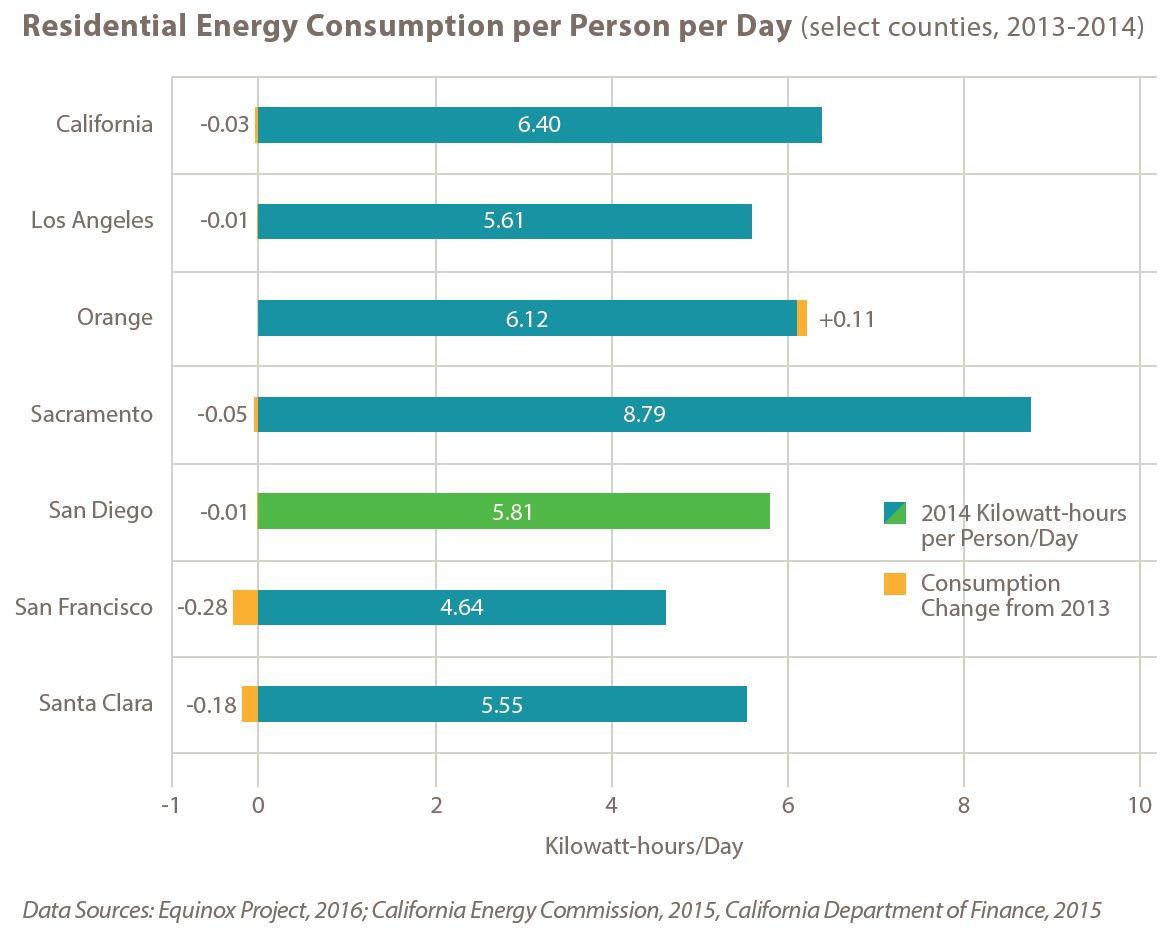 Residential Energy Consumption per Person per Day (select counties, 2013-2014)
California -0.03 6.40
Los Angeles -0.01 5.61
Orange 6.12 +0.11
Sacramento -0.05 8.79
San Diego -0.01 5.81
2014 Kilowatt-hours
per Person/Day
Consumption
Change from 2013
San Francisco -0.28 4.64
Santa Clara -0.18 5.55
-1 0 2 4 6 8 10
Kilowatt-hours/Day
Data Sources: Equinox Project, 2016; California Energy Commission, 2015, California Department of Finance, 2015